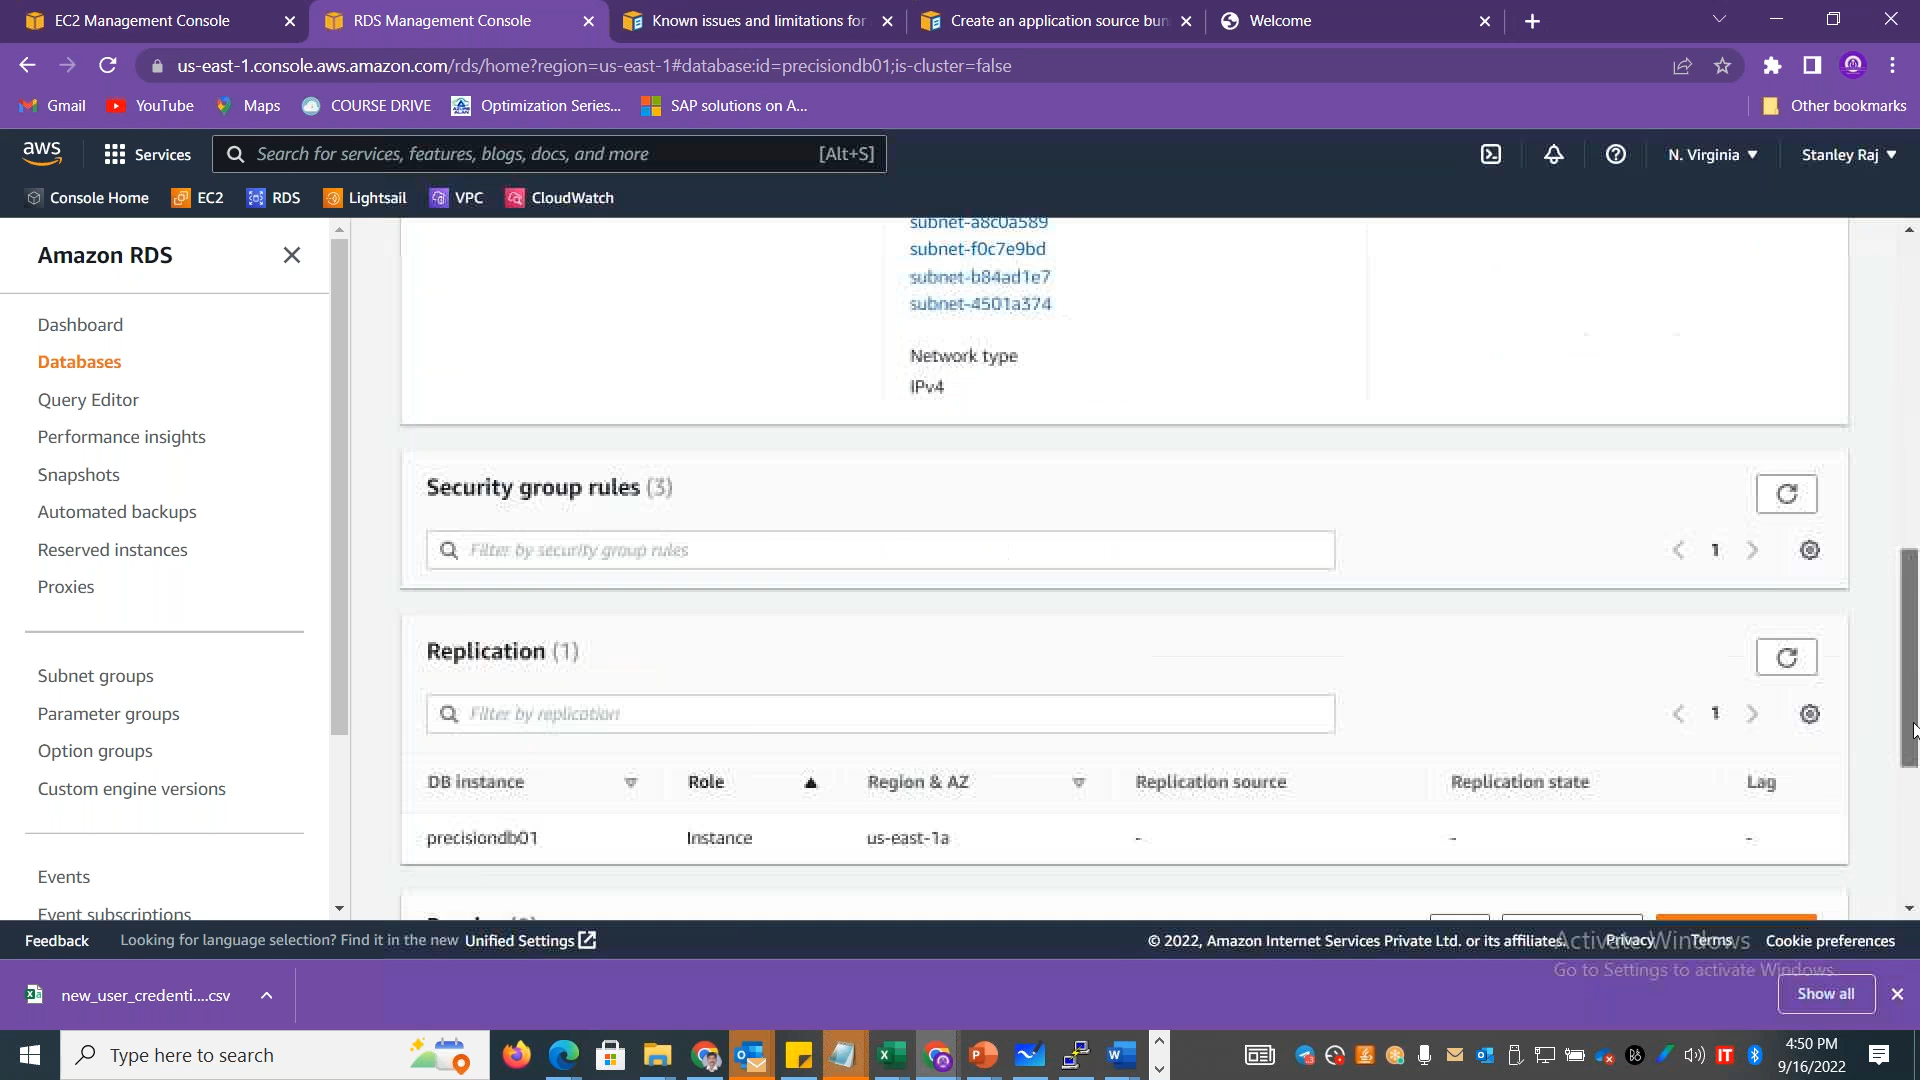 EC2 Management Console
RDS Management Console
Known issues and limitations for
Create an application source bun
Welcome
us-east-1.console.aws.amazon.com/rds/home?region=us-east-1#database:id=precisiondb01;is-cluster=false
Gmail
YouTube
Maps
COURSE DRIVE
Optimization Series...
SAP solutions on A...
Other bookmarks
aws
Services
Search for services, features, blogs, docs, and more
[Alt+S]
N. Virginia
Stanley Raj
Console Home
EC2
RDS
Lightsail
VPC
CloudWatch
Amazon RDS
Dashboard
Databases
Query Editor
Performance insights
Snapshots
Automated backups
Reserved instances
Proxies
Subnet groups
Parameter groups
Option groups
Custom engine versions
Events
Event subscriptions
subnet-a8c0a589
subnet-f0c7e9bd
subnet-b84ad1e7
subnet-4501a374
Network type
IPv4
Security group rules (3)
Filter by security group rules
1
Replication (1)
Filter by replication
1
DB instance
Role
Region & AZ
Replication source
Replication state
Lag
precisiondb01
Instance
us-east-1a
-
-
-
Feedback
Looking for language selection? Find it in the new Unified Settings
© 2022, Amazon Internet Services Private Ltd. or its affiliates.
Privacy
Terms
Cookie preferences
Activate Windows
Go to Settings to activate Windows.
new_user_credenti....csv
Show all
Type here to search
4:50 PM
9/16/2022